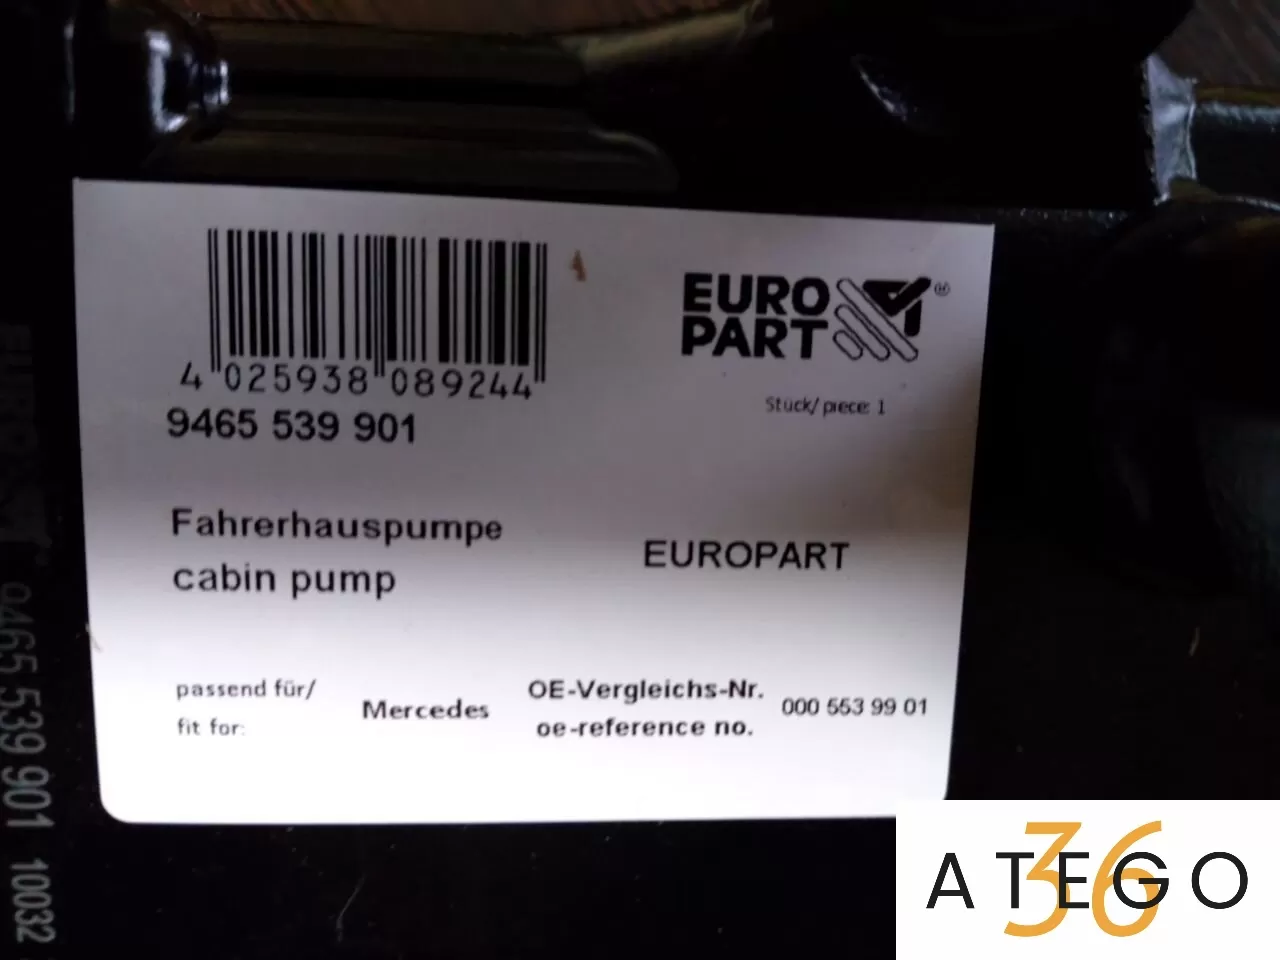 4 025938 089244
9465 539 901
EURO
PART
®
Stück/ piece: 1
Fahrerhauspumpe
cabin pump
EUROPART
passend für/
fit for:
Mercedes
OE-Vergleichs-Nr.
oe-reference no.
000 553 99 01
9465 539 901 10032
ATEGO
36